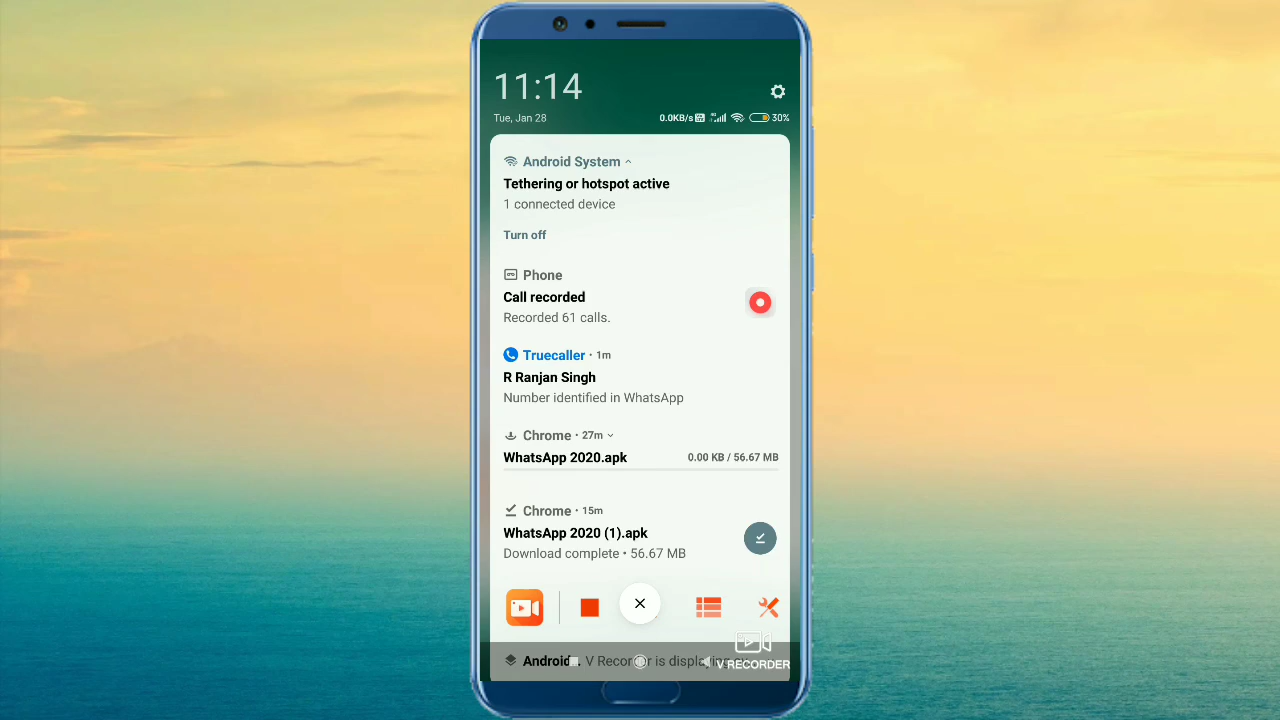 11:14
Tue, Jan 28
0.0KB/s 30%
Android System
Tethering or hotspot active
1 connected device
Turn off
Phone
Call recorded
Recorded 61 calls.
Truecaller · 1m
R Ranjan Singh
Number identified in WhatsApp
Chrome · 27m
WhatsApp 2020.apk 0.00 KB / 56.67 MB
Chrome · 15m
WhatsApp 2020 (1).apk
Download complete • 56.67 MB
Android V Recorder is
V RECORDER